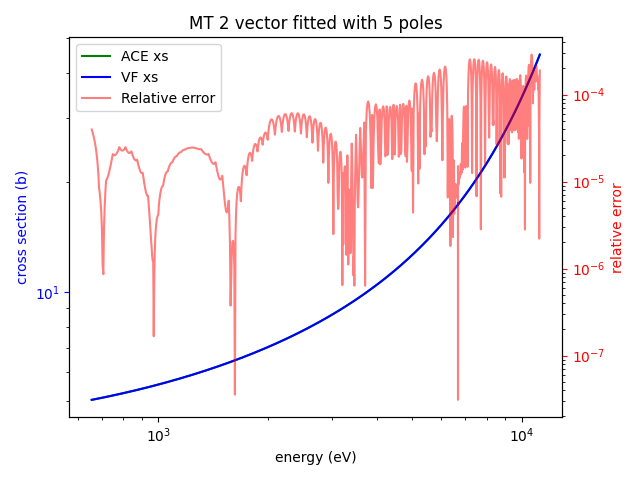 MT 2 vector fitted with 5 poles
ACE xs
VF xs
Relative error
cross section (b)
10¹
10⁻⁴
10⁻⁵
10⁻⁶
10⁻⁷
relative error
10³
10⁴
energy (eV)